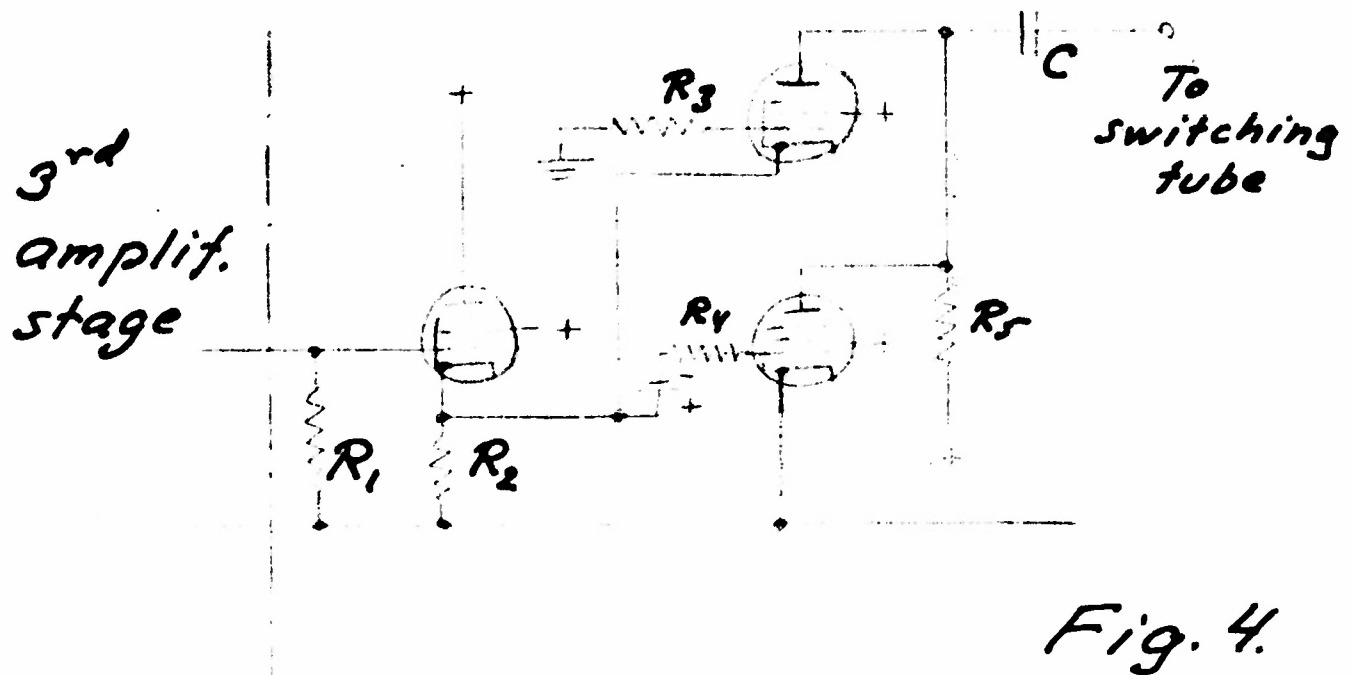 3rd
amplif.
stage
R1
R2
R3
R4
R5
C
To
switching
tube
+
+
+
+
+
+
Fig. 4.